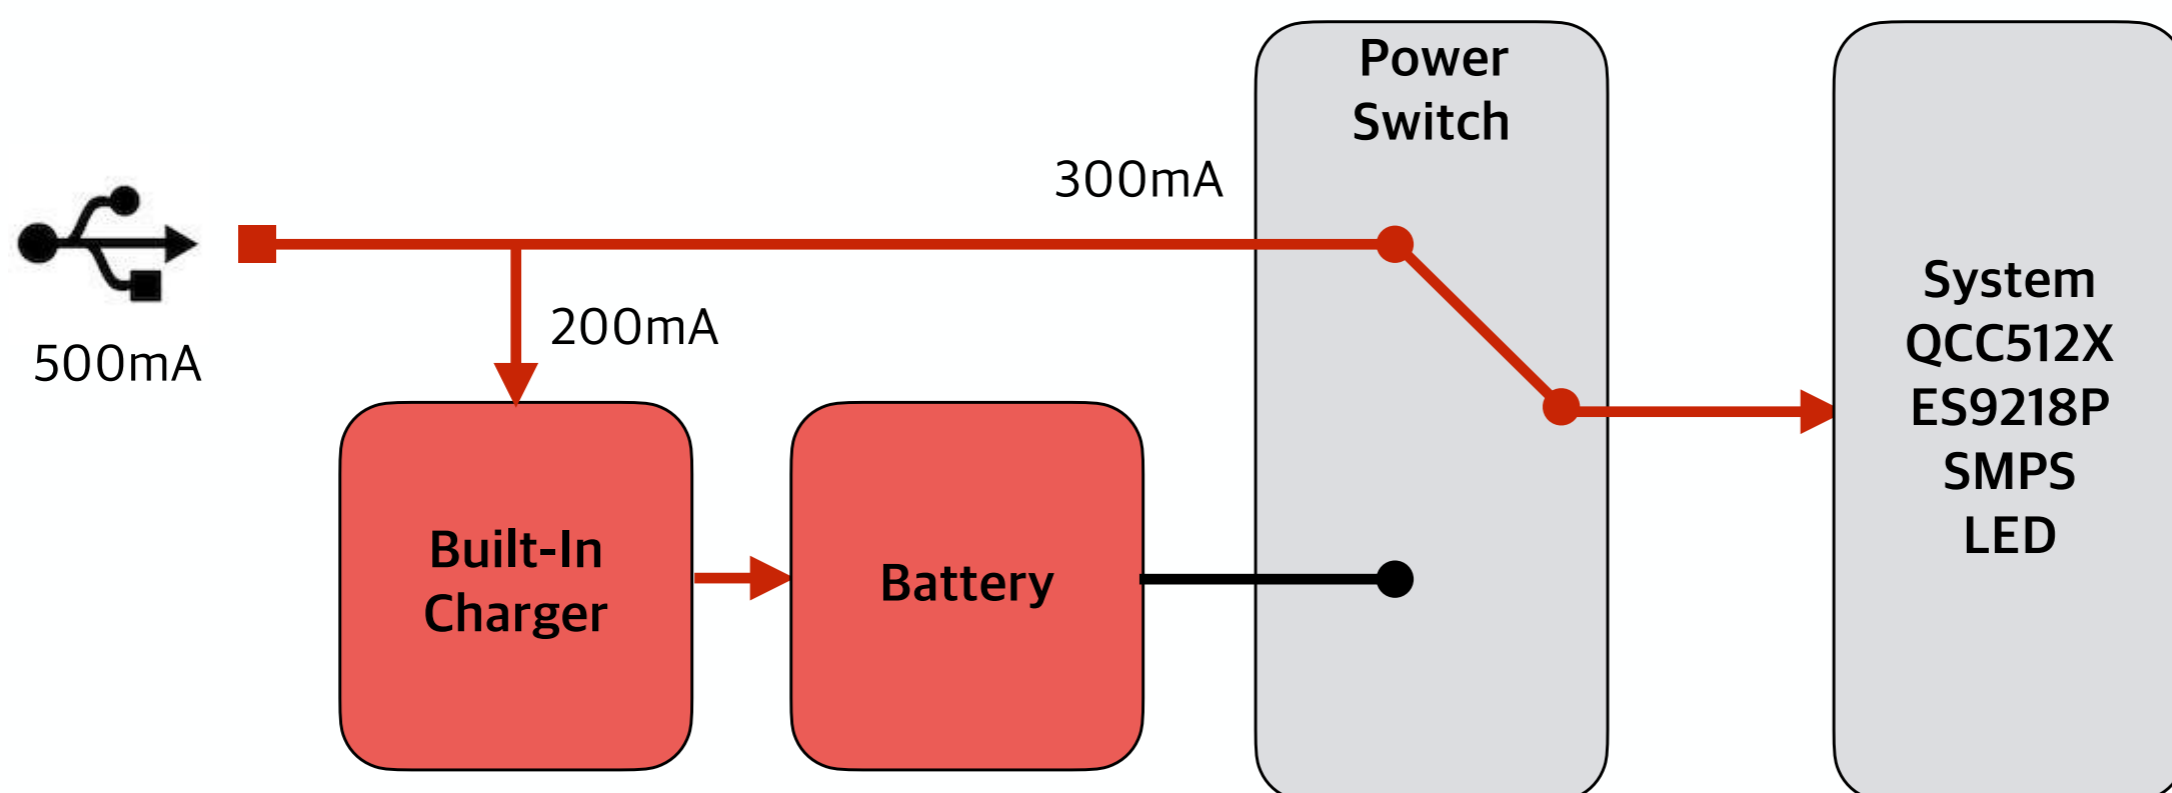 Power
Switch
300mA
200mA
500mA
Built-In
Charger
Battery
System
QCC512X
ES9218P
SMPS
LED